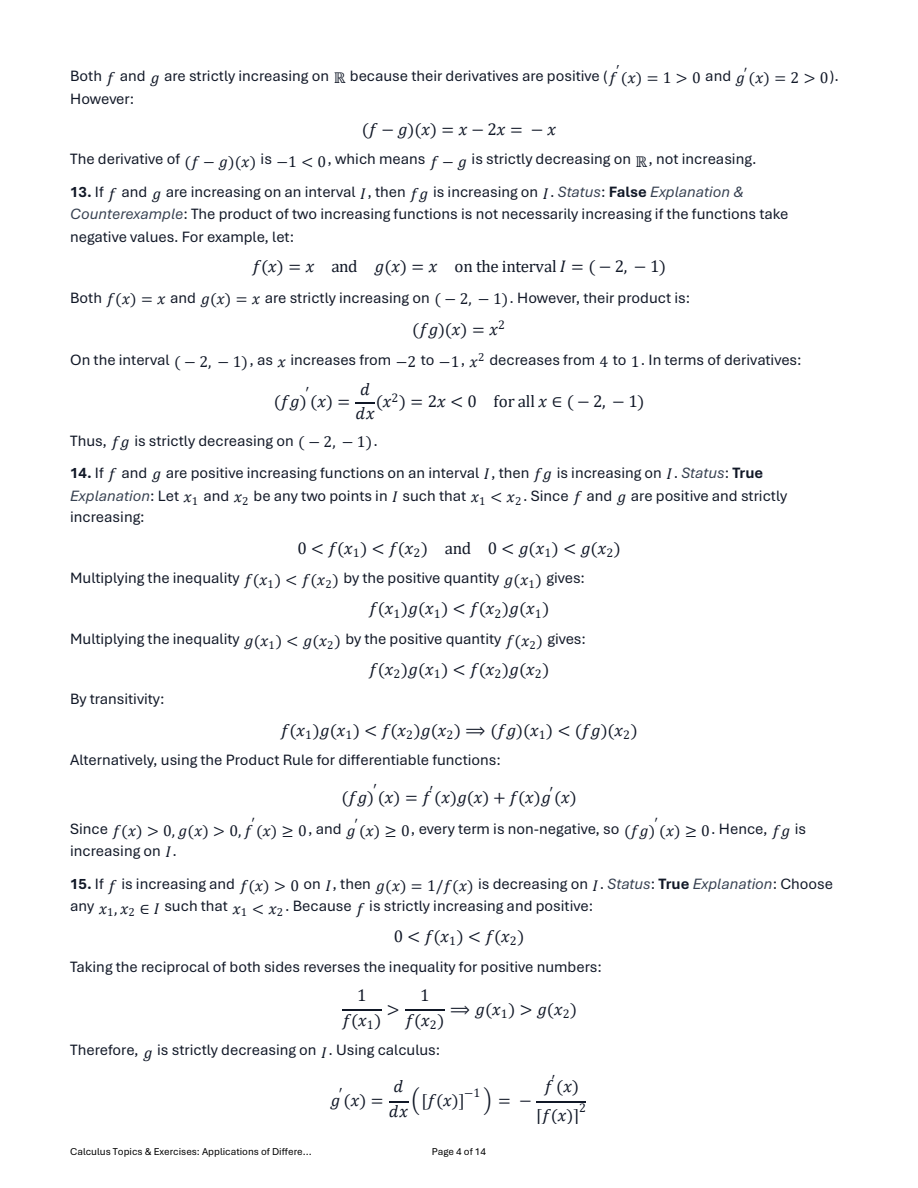 Both f and g are strictly increasing on ℝ because their derivatives are positive (f′(x) = 1 > 0 and g′(x) = 2 > 0).
However:
(f − g)(x) = x − 2x = − x
The derivative of (f − g)(x) is −1 < 0, which means f − g is strictly decreasing on ℝ, not increasing.
13. If f and g are increasing on an interval I, then fg is increasing on I. Status: False Explanation &
Counterexample: The product of two increasing functions is not necessarily increasing if the functions take
negative values. For example, let:
f(x) = x and g(x) = x on the interval I = ( − 2, − 1)
Both f(x) = x and g(x) = x are strictly increasing on ( − 2, − 1). However, their product is:
(fg)(x) = x²
On the interval ( − 2, − 1), as x increases from −2 to −1, x² decreases from 4 to 1. In terms of derivatives:
(fg)′(x) = d/dx (x²) = 2x < 0 for all x ∈ ( − 2, − 1)
Thus, fg is strictly decreasing on ( − 2, − 1).
14. If f and g are positive increasing functions on an interval I, then fg is increasing on I. Status: True
Explanation: Let x₁ and x₂ be any two points in I such that x₁ < x₂. Since f and g are positive and strictly
increasing:
0 < f(x₁) < f(x₂) and 0 < g(x₁) < g(x₂)
Multiplying the inequality f(x₁) < f(x₂) by the positive quantity g(x₁) gives:
f(x₁)g(x₁) < f(x₂)g(x₁)
Multiplying the inequality g(x₁) < g(x₂) by the positive quantity f(x₂) gives:
f(x₂)g(x₁) < f(x₂)g(x₂)
By transitivity:
f(x₁)g(x₁) < f(x₂)g(x₂) ⟹ (fg)(x₁) < (fg)(x₂)
Alternatively, using the Product Rule for differentiable functions:
(fg)′(x) = f′(x)g(x) + f(x)g′(x)
Since f(x) > 0, g(x) > 0, f′(x) ≥ 0, and g′(x) ≥ 0, every term is non-negative, so (fg)′(x) ≥ 0. Hence, fg is
increasing on I.
15. If f is increasing and f(x) > 0 on I, then g(x) = 1/f(x) is decreasing on I. Status: True Explanation: Choose
any x₁, x₂ ∈ I such that x₁ < x₂. Because f is strictly increasing and positive:
0 < f(x₁) < f(x₂)
Taking the reciprocal of both sides reverses the inequality for positive numbers:
1/f(x₁) > 1/f(x₂) ⟹ g(x₁) > g(x₂)
Therefore, g is strictly decreasing on I. Using calculus:
g′(x) = d/dx ([f(x)]⁻¹) = − f′(x)/[f(x)]²
Calculus Topics & Exercises: Applications of Differe... Page 4 of 14